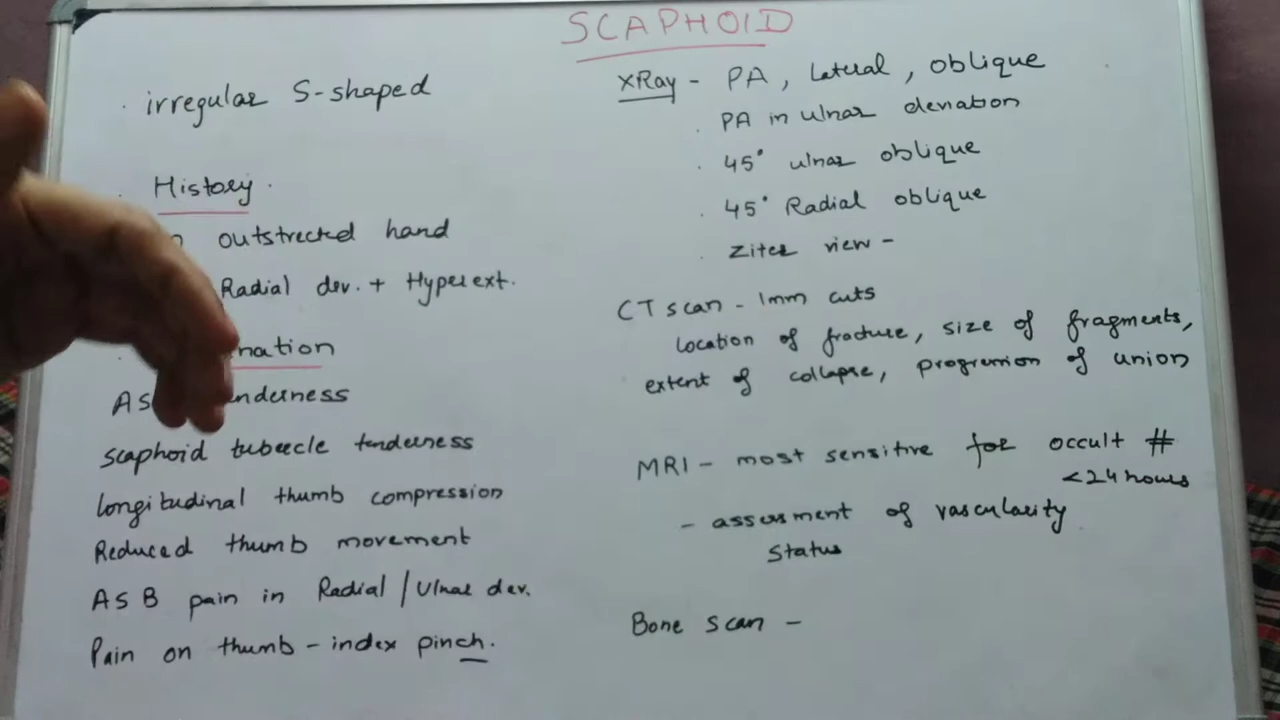 SCAPHOID
irregular S-shaped
History
outstrected hand
Radial dev. + Hyperext.
nation
AS enderness
scaphoid tubercle tenderness
longitudinal thumb compression
Reduced thumb movement
ASB pain in Radial / Ulnar dev.
Pain on thumb - index pinch.
XRay - PA, lateral, oblique
PA in ulnar deviation
45° ulnar oblique
45° Radial oblique
Ziter view -
CT scan - 1mm cuts
location of fracture, size of fragments,
extent of collapse, progression of union
MRI - most sensitive for occult #
<24 hours
- assessment of vascularity
status
Bone scan -